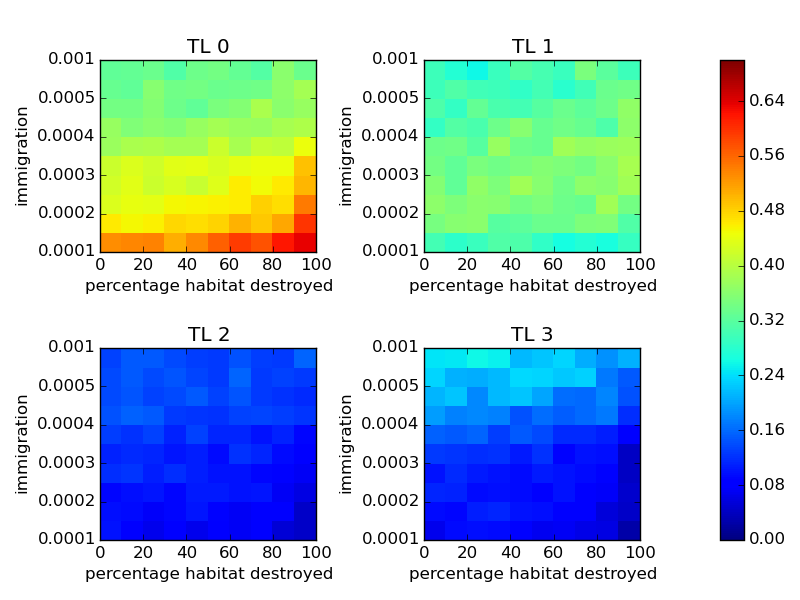 TL 0
0.001
0.0005
0.0004
0.0003
0.0002
0.0001
immigration
0 20 40 60 80 100
percentage habitat destroyed
TL 1
0.001
0.0005
0.0004
0.0003
0.0002
0.0001
immigration
0 20 40 60 80 100
percentage habitat destroyed
TL 2
0.001
0.0005
0.0004
0.0003
0.0002
0.0001
immigration
0 20 40 60 80 100
percentage habitat destroyed
TL 3
0.001
0.0005
0.0004
0.0003
0.0002
0.0001
immigration
0 20 40 60 80 100
percentage habitat destroyed
0.64
0.56
0.48
0.40
0.32
0.24
0.16
0.08
0.00